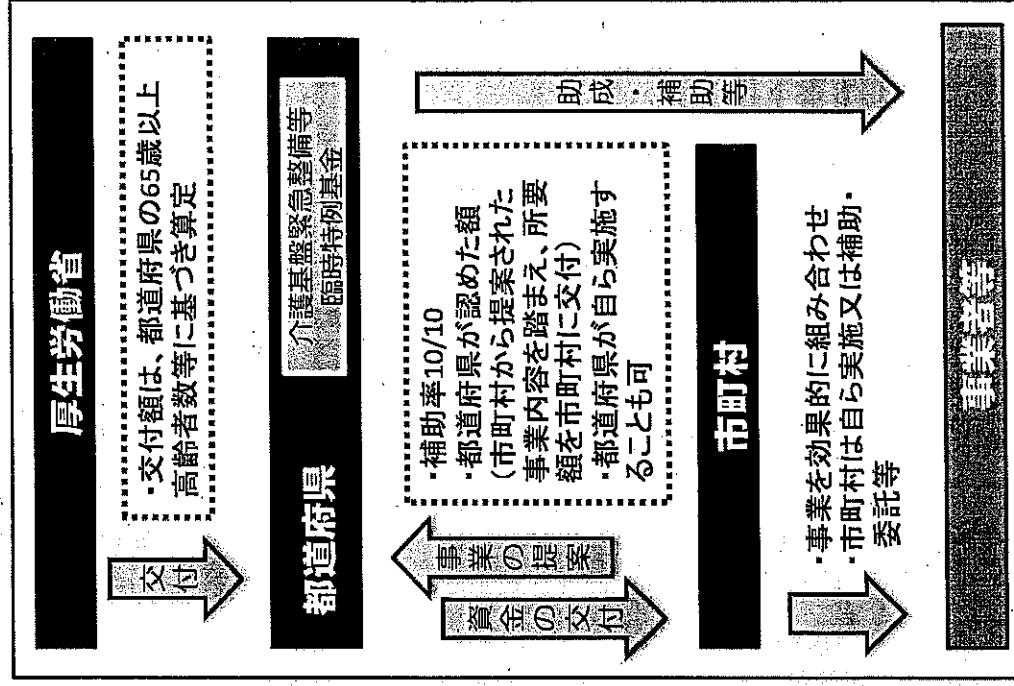 厚生労働省
交付
・交付額は、都道府県の65歳以上
高齢者数等に基づき算定
都道府県
介護基盤緊急整備等
臨時特例基金
資金の交付
事業の提案
・補助率10/10
・都道府県が認めた額
(市町村から提案された
事業内容を踏まえ、所要
額を市町村に交付)
・都道府県が自ら実施す
ることも可
助成・補助等
市町村
・事業を効果的に組み合わせ
・市町村は自ら実施又は補助・
委託等
事業者等